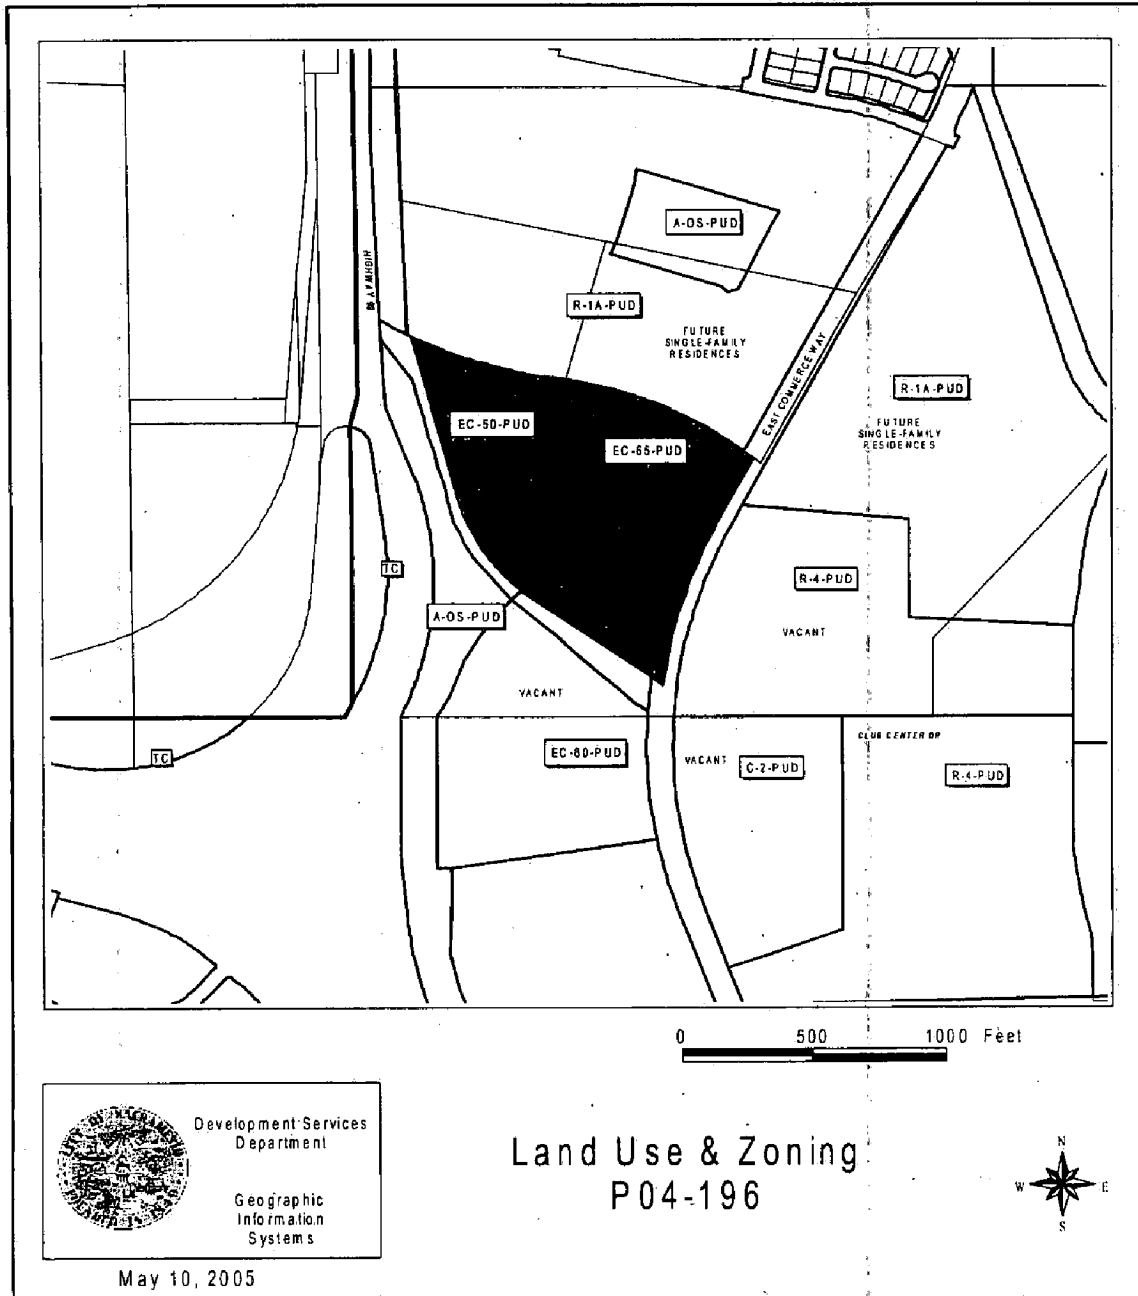 A-OS-PUD
HIGHWAY 99
R-1A-PUD
FUTURE
SINGLE-FAMILY
RESIDENCES
EAST COMMERCE WAY
R-1A-PUD
FUTURE
SINGLE-FAMILY
RESIDENCES
EC-50-PUD
EC-65-PUD
TC
R-4-PUD
A-OS-PUD
VACANT
VACANT
CLUB CENTER DR
EC-80-PUD
VACANT
C-2-PUD
R-4-PUD
TC
0 500 1000 Feet
CITY OF SACRAMENTO
Development Services
Department
Geographic
Information
Systems
Land Use & Zoning
P04-196
N
W E
S
May 10, 2005